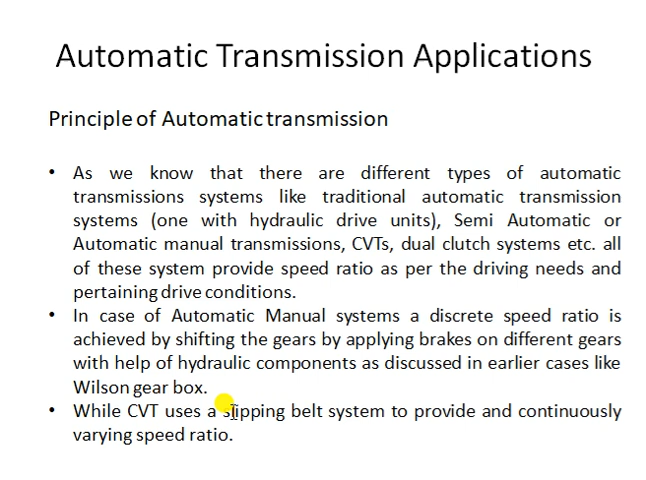 Automatic Transmission Applications
Principle of Automatic transmission
• As we know that there are different types of automatic
transmissions systems like traditional automatic transmission
systems (one with hydraulic drive units), Semi Automatic or
Automatic manual transmissions, CVTs, dual clutch systems etc. all
of these system provide speed ratio as per the driving needs and
pertaining drive conditions.
• In case of Automatic Manual systems a discrete speed ratio is
achieved by shifting the gears by applying brakes on different gears
with help of hydraulic components as discussed in earlier cases like
Wilson gear box.
• While CVT uses a slipping belt system to provide and continuously
varying speed ratio.